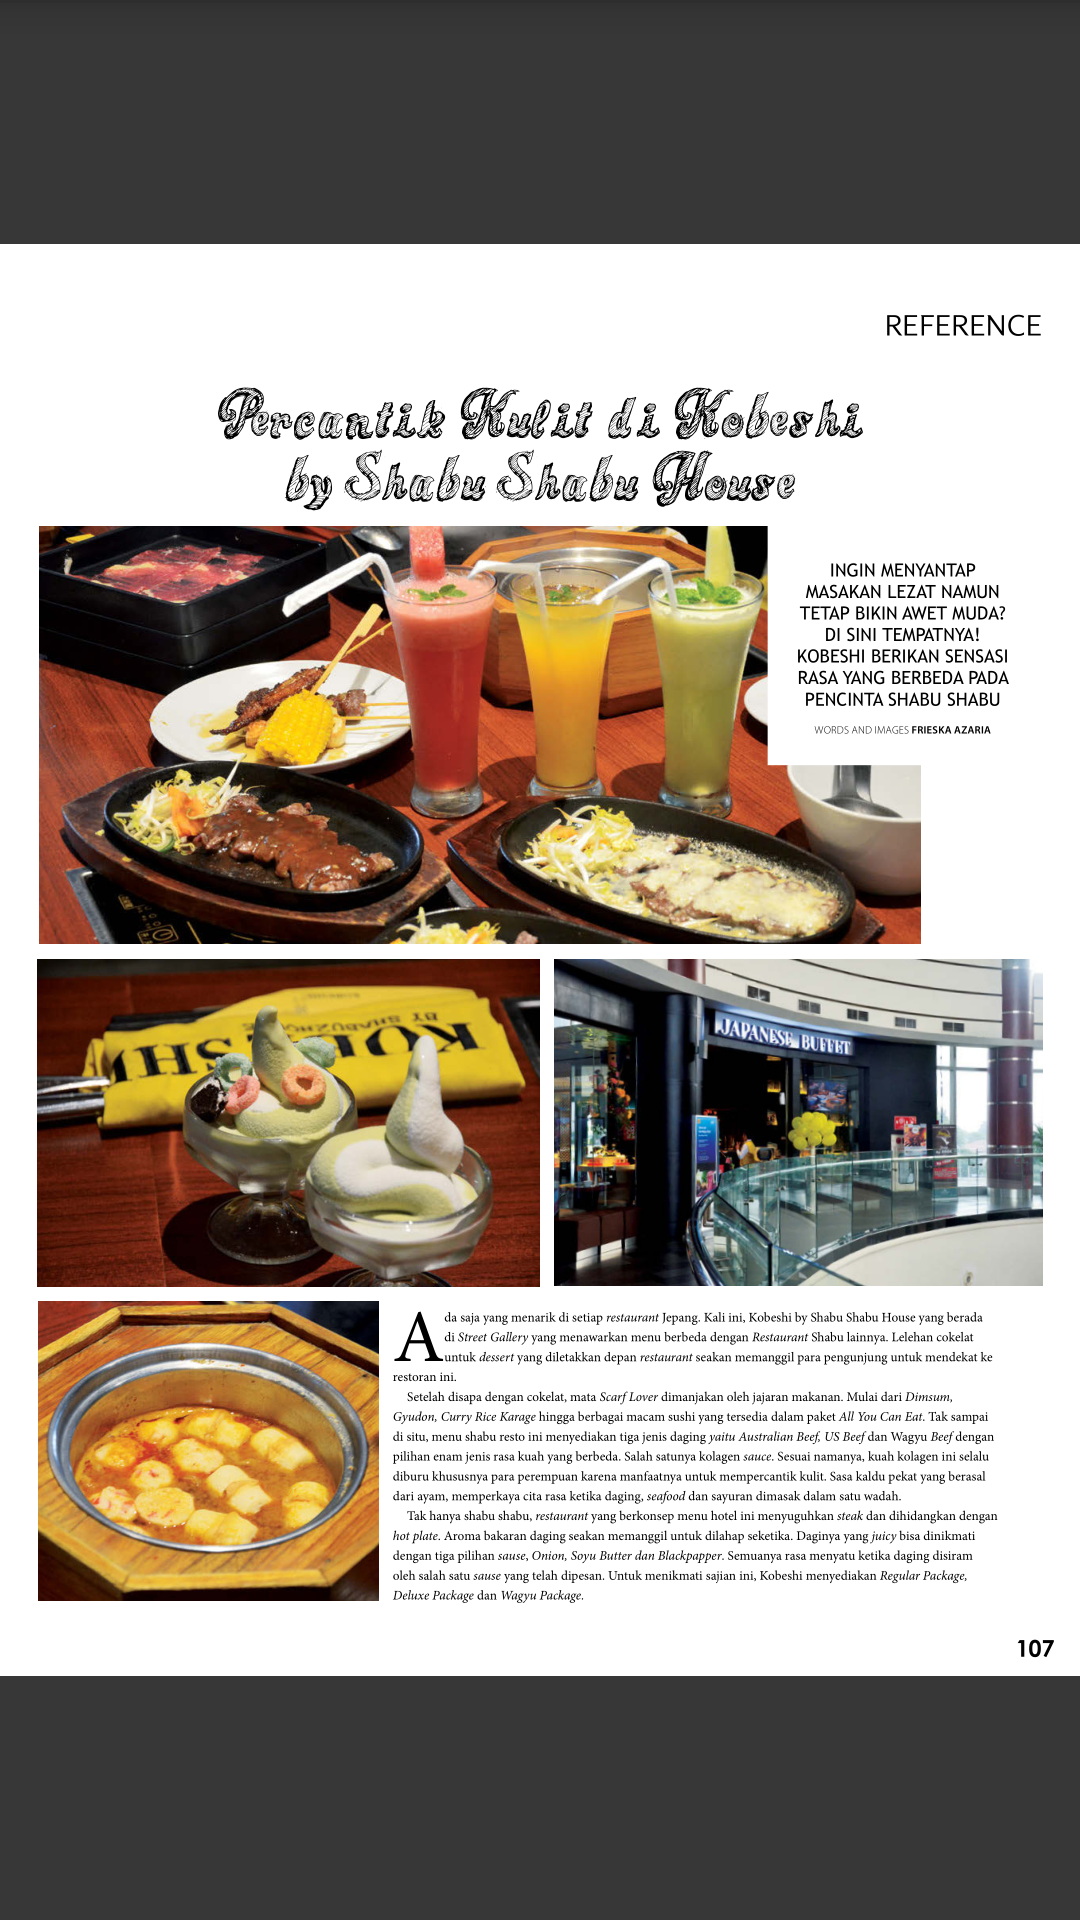 REFERENCE
Percantik Kulit di Kobeshi
by Shabu Shabu House
INGIN MENYANTAP
MASAKAN LEZAT NAMUN
TETAP BIKIN AWET MUDA?
DI SINI TEMPATNYA!
KOBESHI BERIKAN SENSASI
RASA YANG BERBEDA PADA
PENCINTA SHABU SHABU
WORDS AND IMAGES FRIESKA AZARIA
KOBESHI
BY SHABU2HOUSE
JAPANESE BUFFET
Ada saja yang menarik di setiap restaurant Jepang. Kali ini, Kobeshi by Shabu Shabu House yang berada
di Street Gallery yang menawarkan menu berbeda dengan Restaurant Shabu lainnya. Lelehan cokelat
untuk dessert yang diletakkan depan restaurant seakan memanggil para pengunjung untuk mendekat ke
restoran ini.
Setelah disapa dengan cokelat, mata Scarf Lover dimanjakan oleh jajaran makanan. Mulai dari Dimsum,
Gyudon, Curry Rice Karage hingga berbagai macam sushi yang tersedia dalam paket All You Can Eat. Tak sampai
di situ, menu shabu resto ini menyediakan tiga jenis daging yaitu Australian Beef, US Beef dan Wagyu Beef dengan
pilihan enam jenis rasa kuah yang berbeda. Salah satunya kolagen sauce. Sesuai namanya, kuah kolagen ini selalu
diburu khususnya para perempuan karena manfaatnya untuk mempercantik kulit. Sasa kaldu pekat yang berasal
dari ayam, memperkaya cita rasa ketika daging, seafood dan sayuran dimasak dalam satu wadah.
Tak hanya shabu shabu, restaurant yang berkonsep menu hotel ini menyuguhkan steak dan dihidangkan dengan
hot plate. Aroma bakaran daging seakan memanggil untuk dilahap seketika. Daginya yang juicy bisa dinikmati
dengan tiga pilihan sause, Onion, Soyu Butter dan Blackpapper. Semuanya rasa menyatu ketika daging disiram
oleh salah satu sause yang telah dipesan. Untuk menikmati sajian ini, Kobeshi menyediakan Regular Package,
Deluxe Package dan Wagyu Package.
107